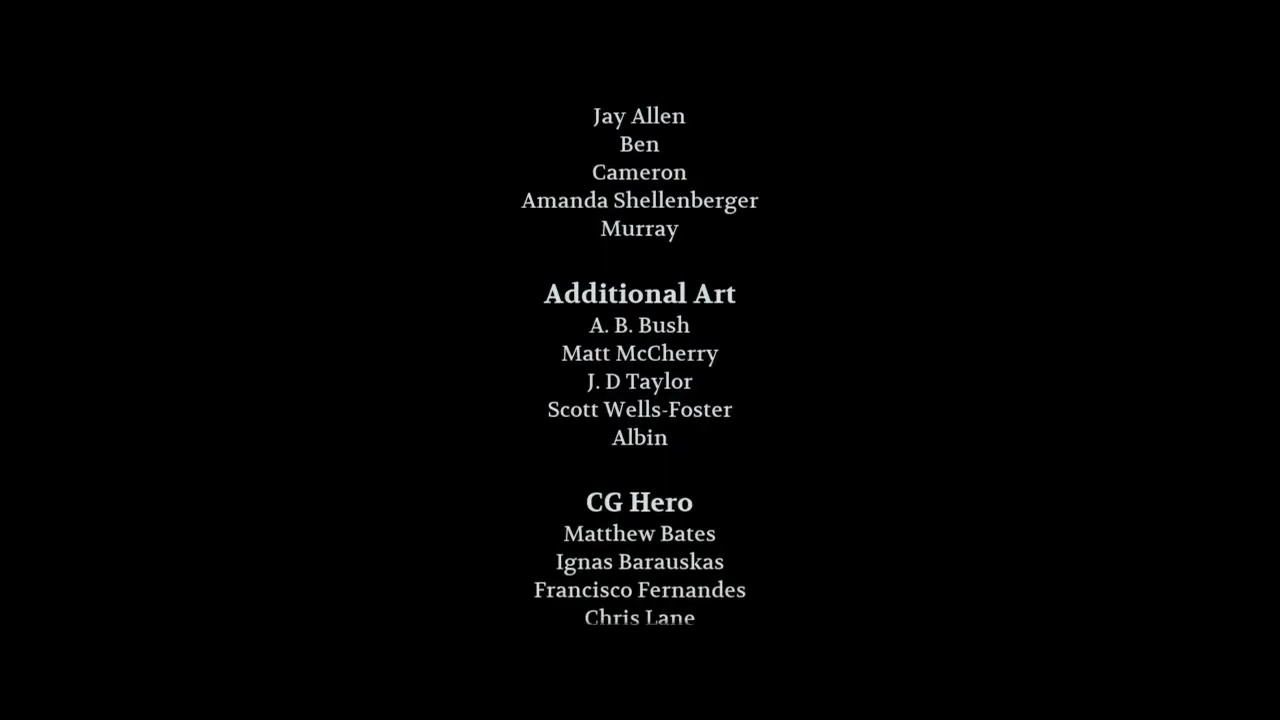 Jay Allen
Ben
Cameron
Amanda Shellenberger
Murray
Additional Art
A. B. Bush
Matt McCherry
J. D Taylor
Scott Wells-Foster
Albin
CG Hero
Matthew Bates
Ignas Barauskas
Francisco Fernandes
Chris Lane